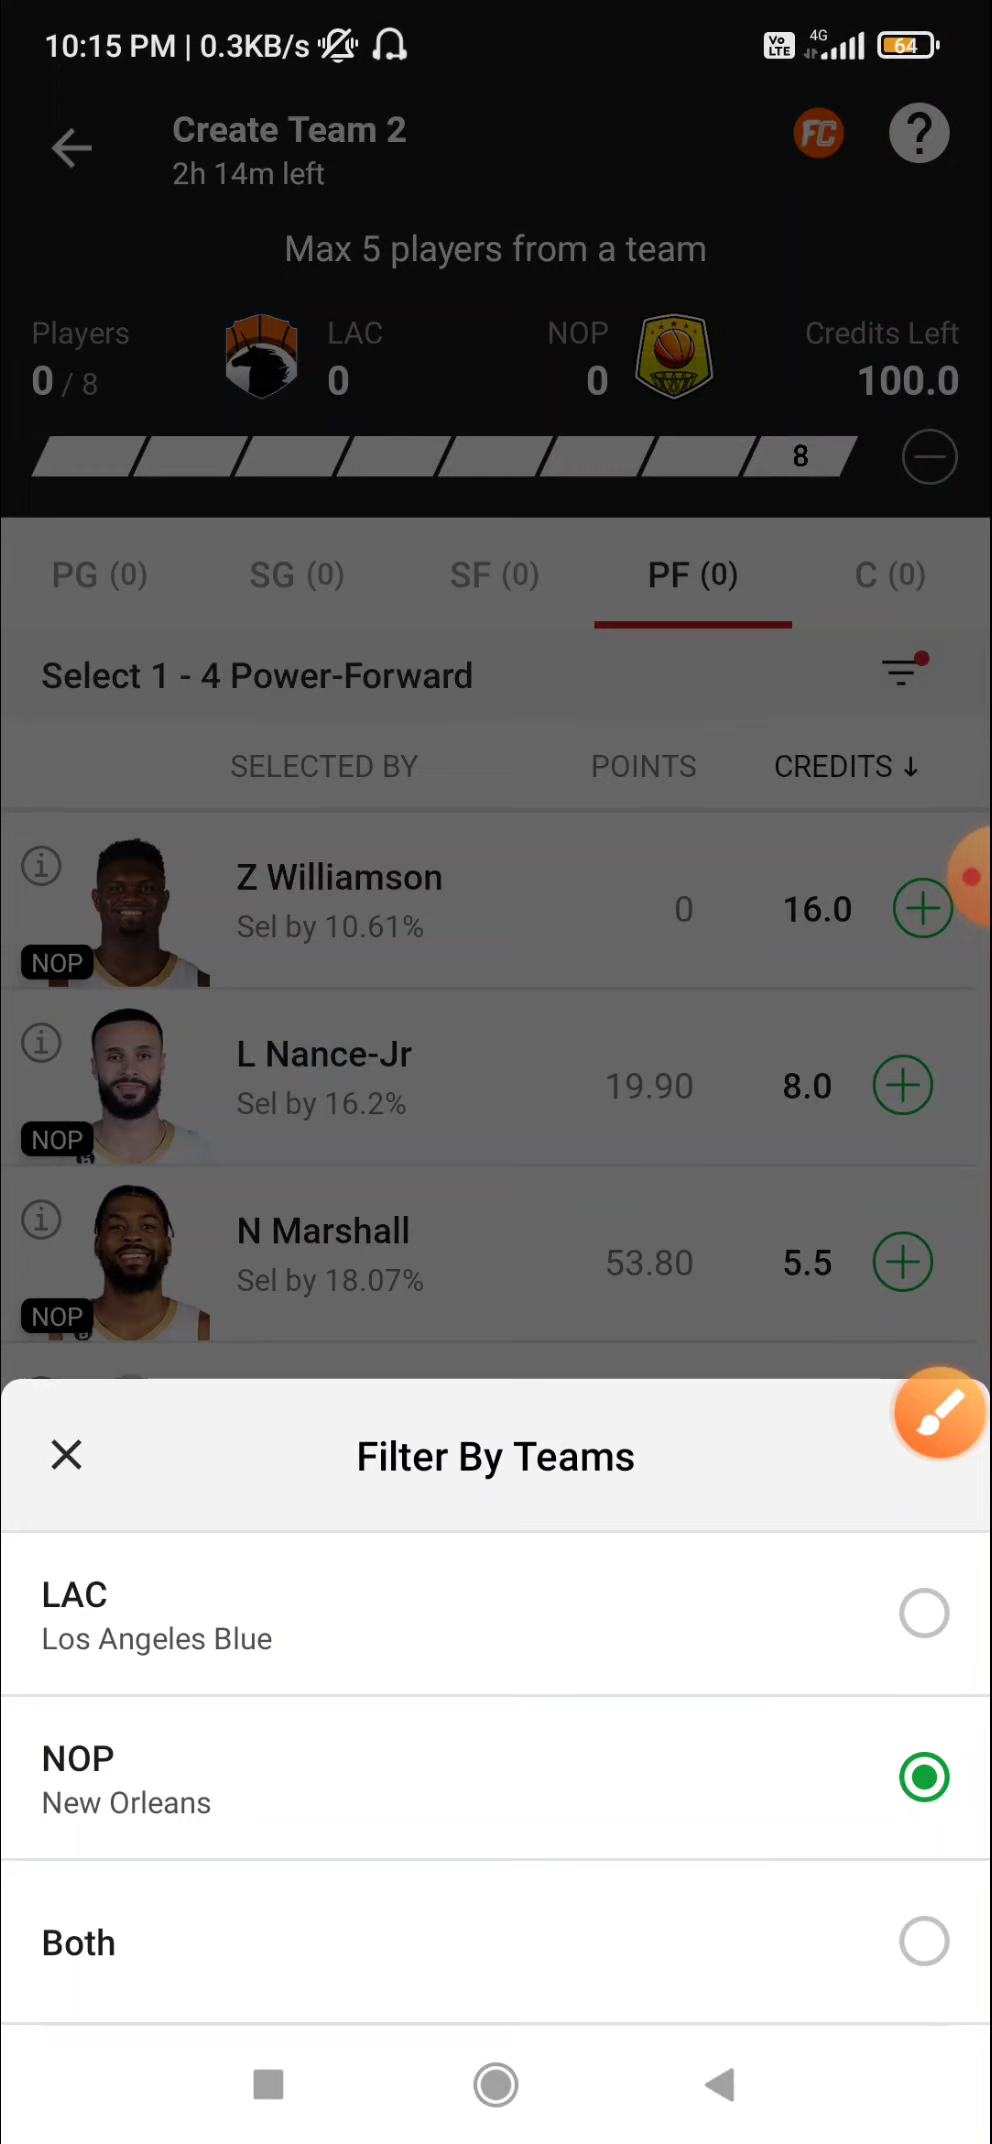 10:15 PM | 0.3KB/s
Vo LTE
4G
64
Create Team 2
2h 14m left
FC
?
Max 5 players from a team
Players
0 / 8
LAC
0
NOP
0
Credits Left
100.0
8
PG (0)
SG (0)
SF (0)
PF (0)
C (0)
Select 1 - 4 Power-Forward
SELECTED BY
POINTS
CREDITS ↓
Z Williamson
Sel by 10.61%
0
16.0
NOP
L Nance-Jr
Sel by 16.2%
19.90
8.0
NOP
N Marshall
Sel by 18.07%
53.80
5.5
NOP
Filter By Teams
LAC
Los Angeles Blue
NOP
New Orleans
Both